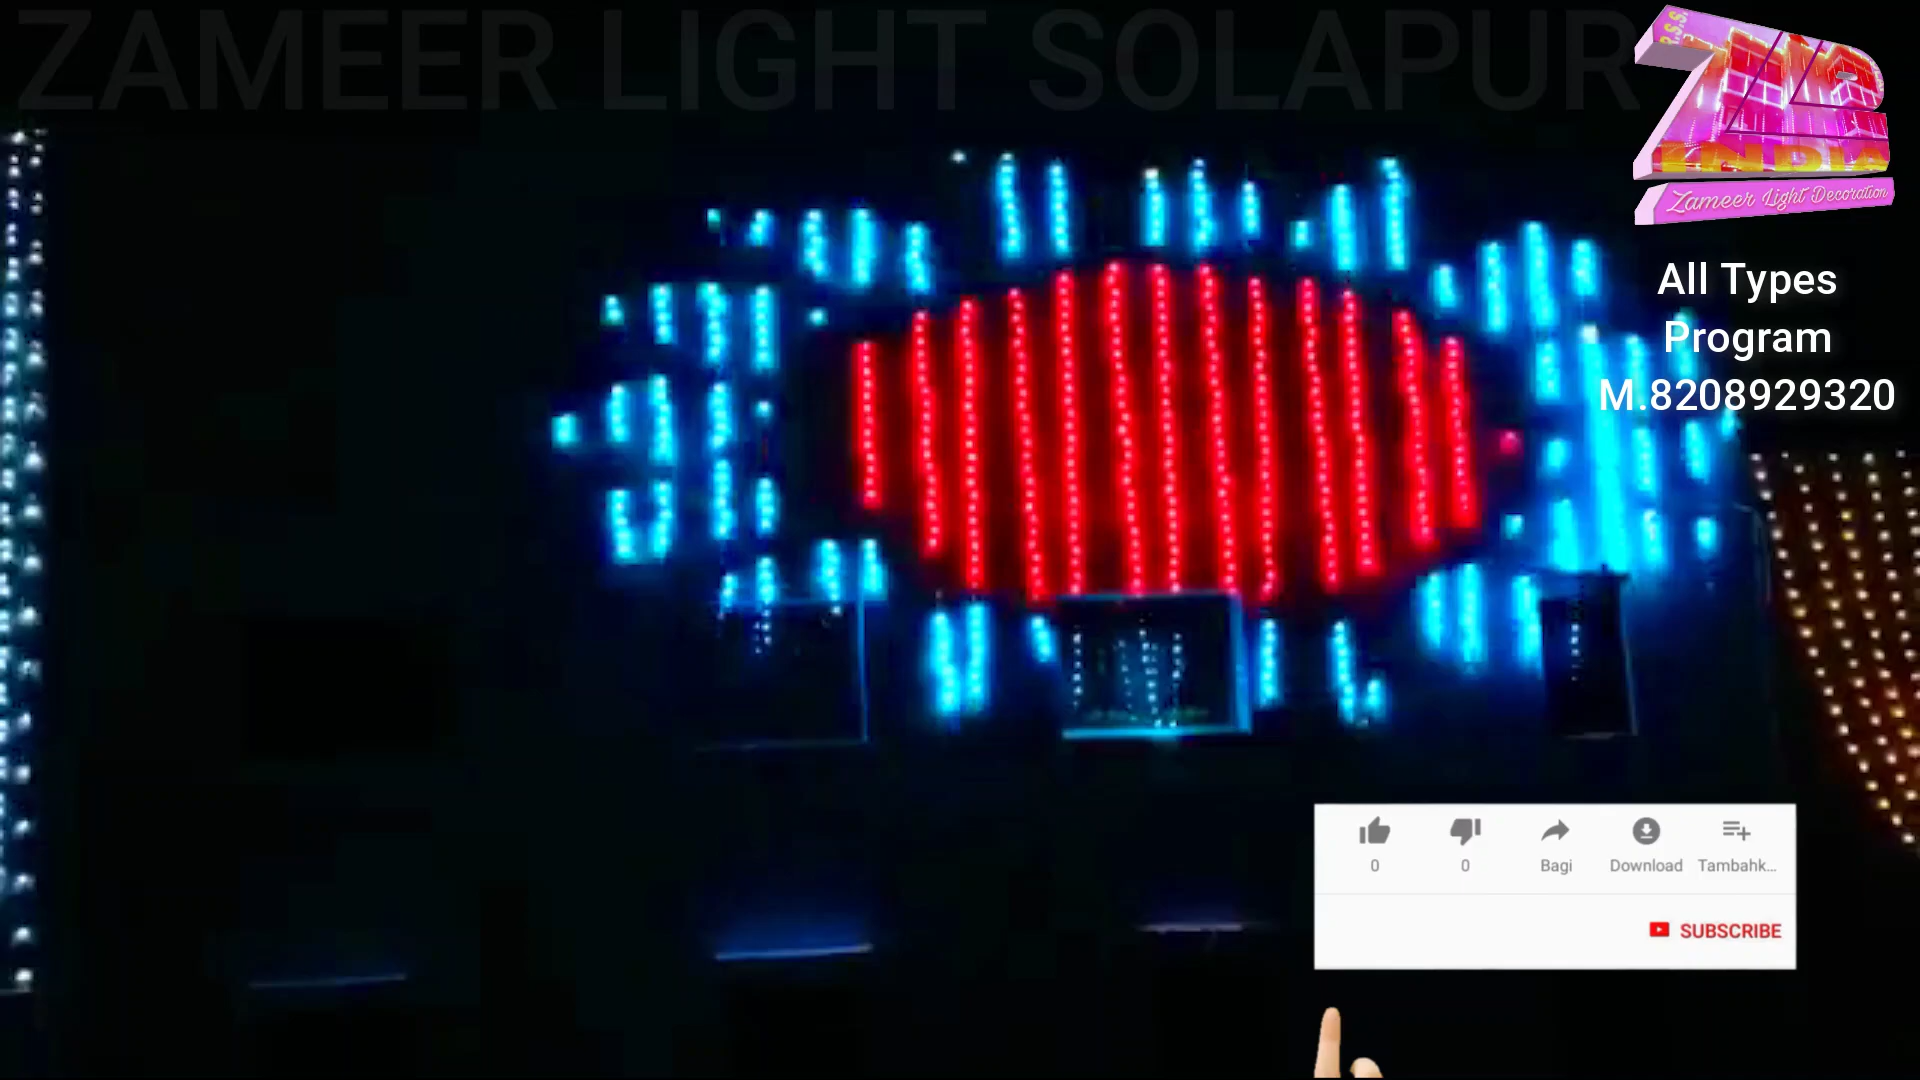 ZAMEER LIGHT SOLAPUR
R.S.S.
INDIA
Zameer Light Decoration
All Types
Program
M.8208929320
0
0
Bagi
Download
Tambahk...
SUBSCRIBE